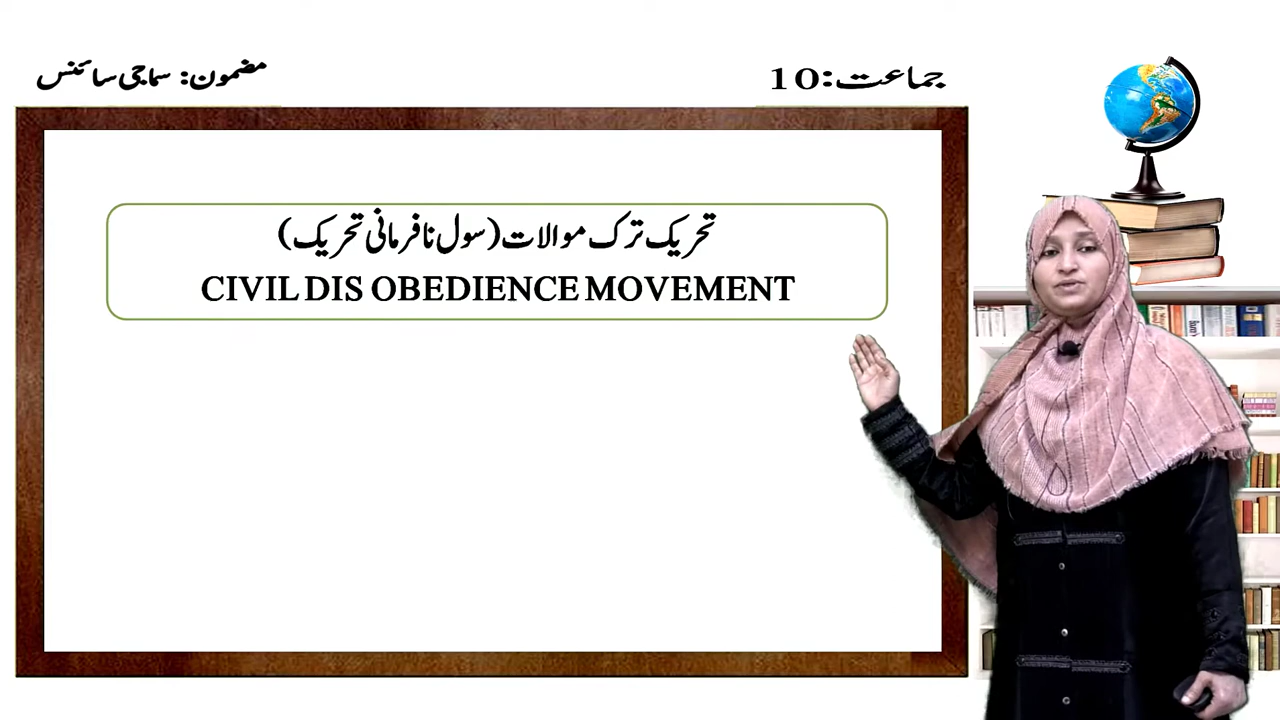 جماعت:10
مضمون: سماجی سائنس
تحریک ترک موالات (سول نافرمانی تحریک)
CIVIL DIS OBEDIENCE MOVEMENT